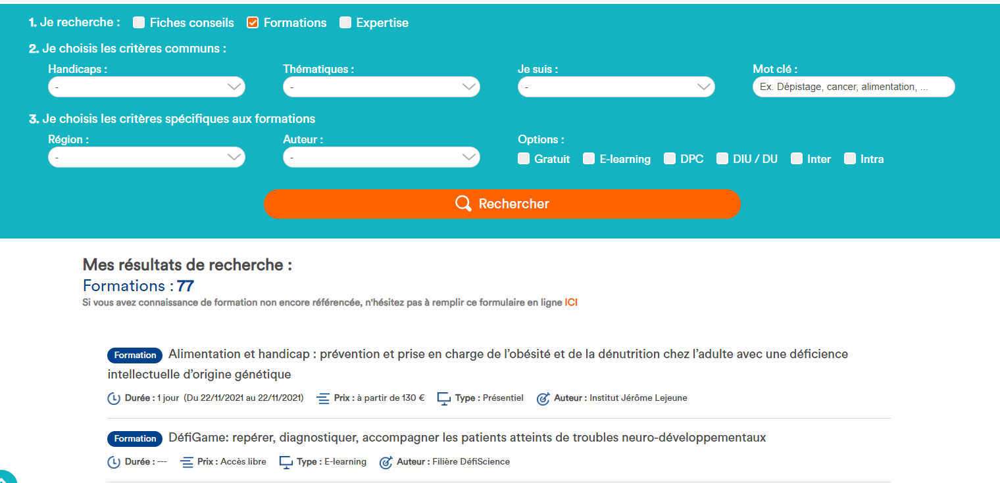 1. Je recherche : Fiches conseils Formations Expertise
2. Je choisis les critères communs :
Handicaps : Thématiques : Je suis : Mot clé :
- - - Ex. Dépistage, cancer, alimentation, ...
3. Je choisis les critères spécifiques aux formations
Région : Auteur : Options :
- - Gratuit E-learning DPC DIU / DU Inter Intra
Rechercher
Mes résultats de recherche :
Formations : 77
Si vous avez connaissance de formation non encore référencée, n'hésitez pas à remplir ce formulaire en ligne ICI
Formation Alimentation et handicap : prévention et prise en charge de l’obésité et de la dénutrition chez l’adulte avec une déficience
intellectuelle d’origine génétique
Durée : 1 jour (Du 22/11/2021 au 22/11/2021) Prix : à partir de 130 € Type : Présentiel Auteur : Institut Jérôme Lejeune
Formation DéfiGame: repérer, diagnostiquer, accompagner les patients atteints de troubles neuro-développementaux
Durée : --- Prix : Accès libre Type : E-learning Auteur : Filière DéfiScience